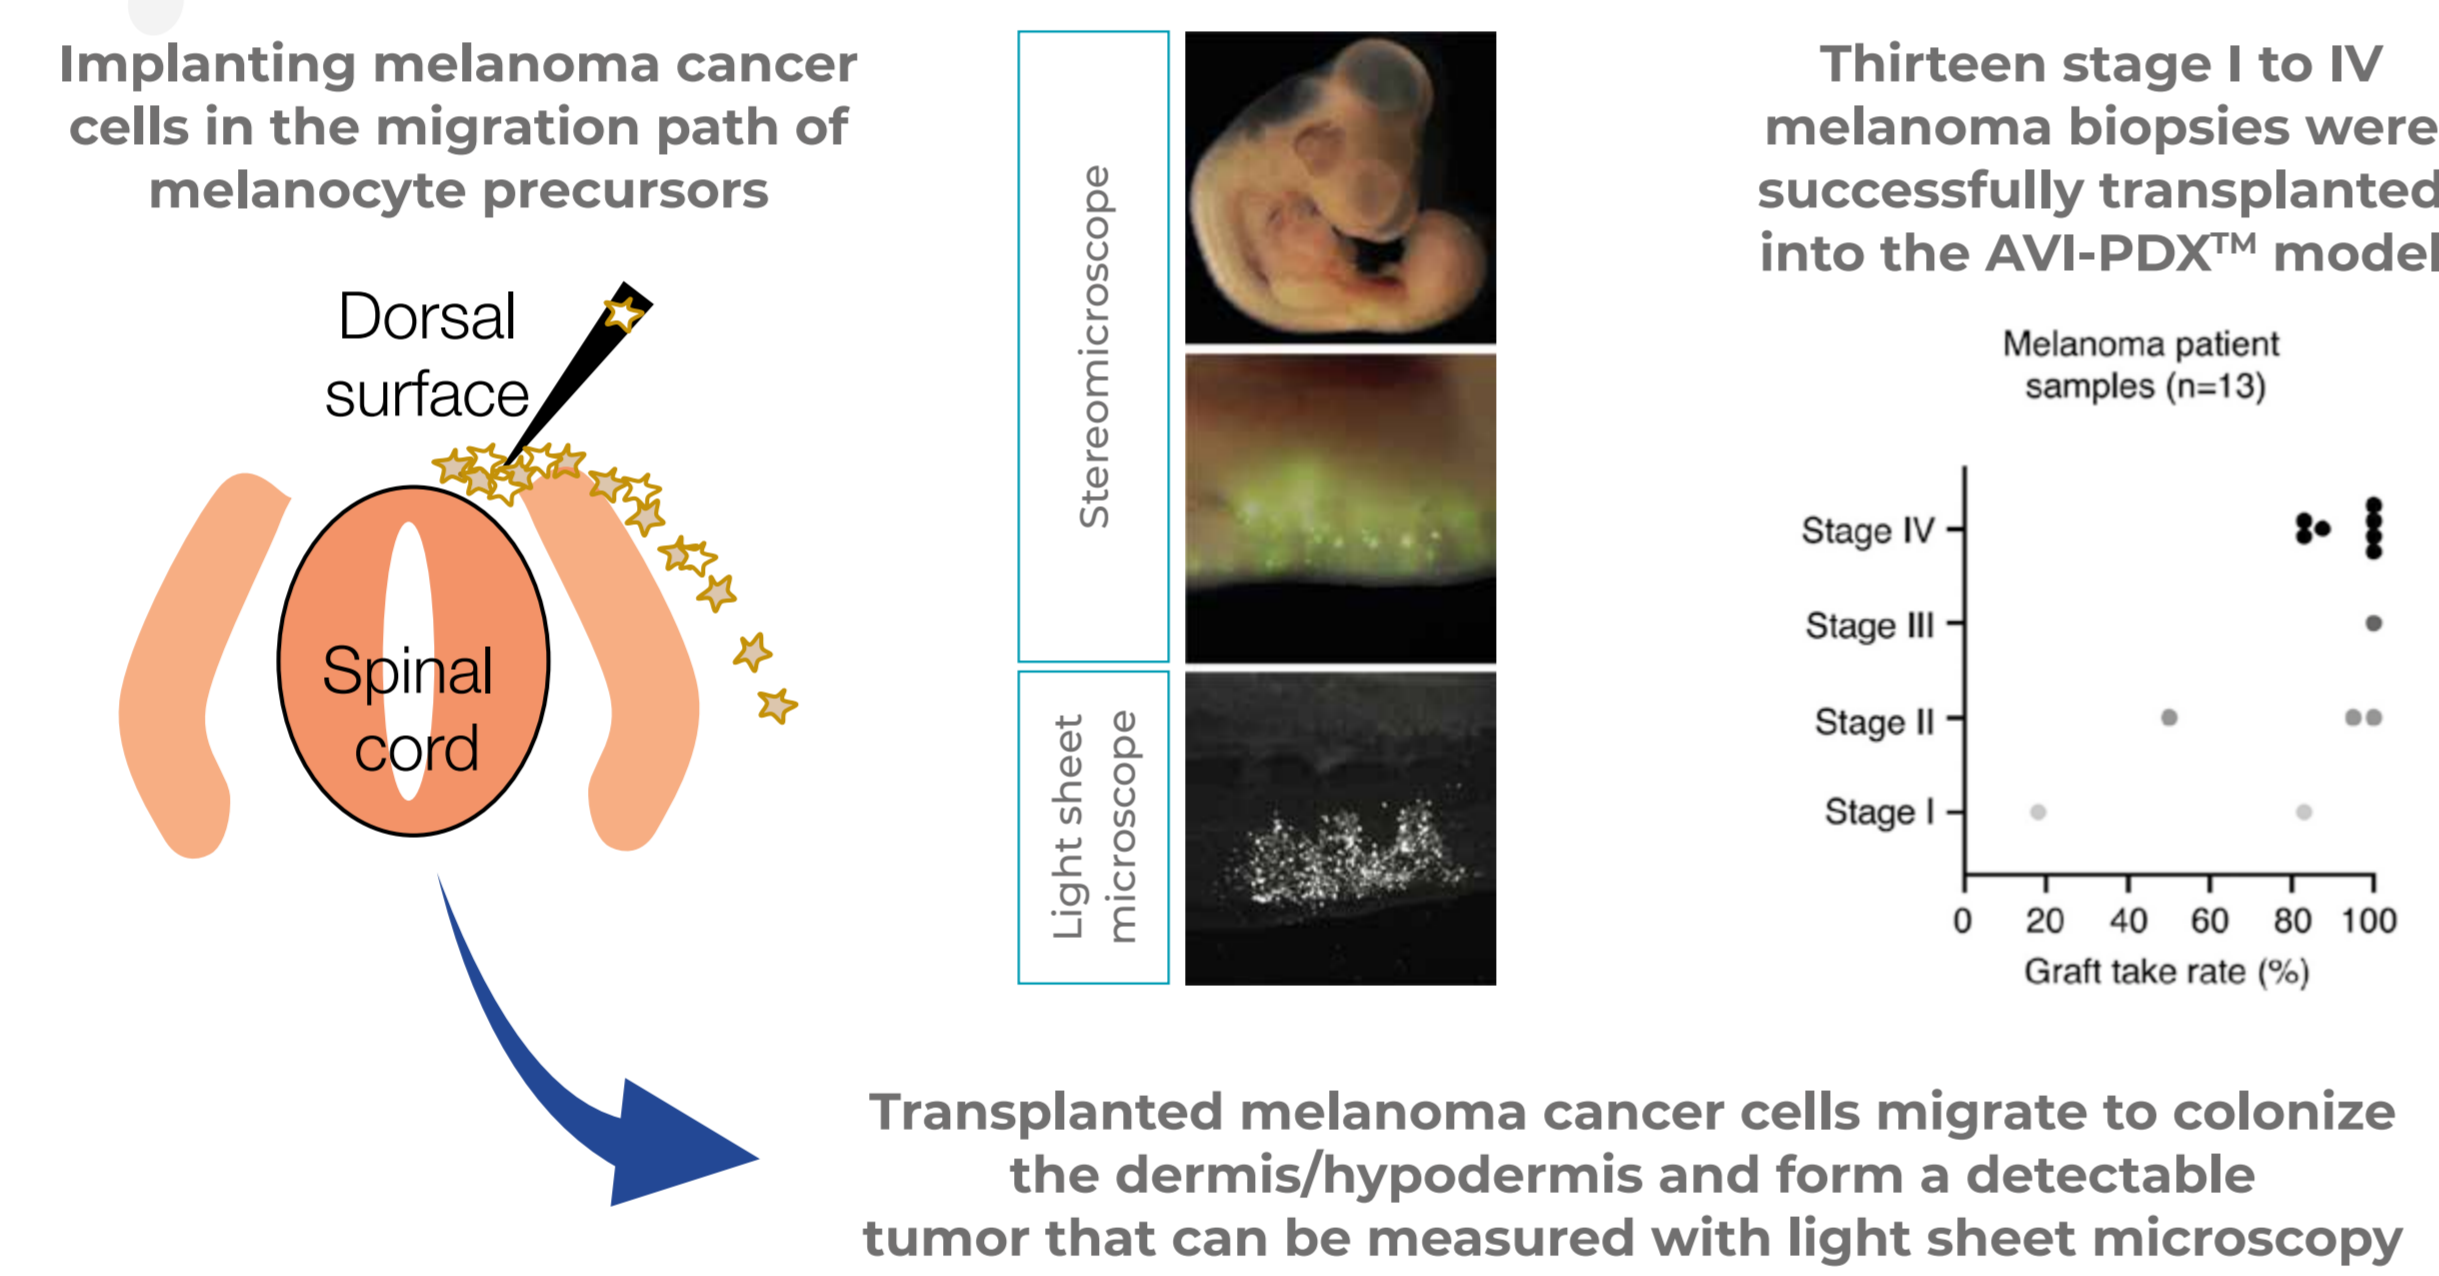 Implanting melanoma cancer
cells in the migration path of
melanocyte precursors
Dorsal
surface
Spinal
cord
Stereomicroscope
Light sheet
microscope
Thirteen stage I to IV
melanoma biopsies were
successfully transplanted
into the AVI-PDX™ model
Melanoma patient
samples (n=13)
Stage IV
Stage III
Stage II
Stage I
0 20 40 60 80 100
Graft take rate (%)
Transplanted melanoma cancer cells migrate to colonize
the dermis/hypodermis and form a detectable
tumor that can be measured with light sheet microscopy